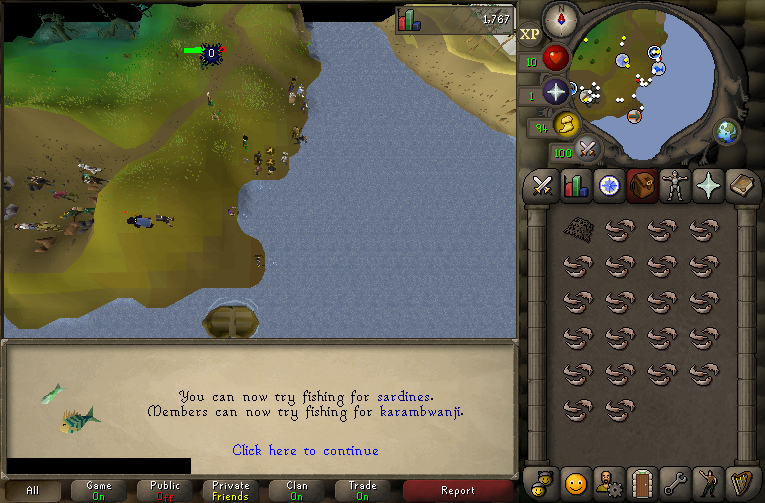 1,767
0
XP
10
1
94
100
You can now try fishing for sardines.
Members can now try fishing for karambwanji.
Click here to continue
All
Game
On
Public
Off
Private
Friends
Clan
On
Trade
On
Report